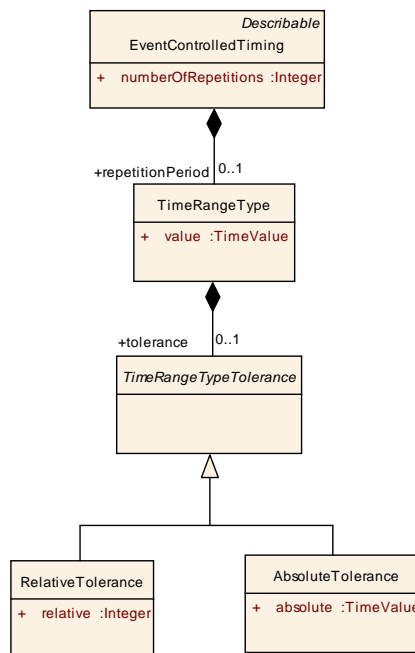 Describable
EventControlledTiming
+ numberOfRepetitions :Integer
+repetitionPeriod 0..1
TimeRangeType
+ value :TimeValue
+tolerance 0..1
TimeRangeTypeTolerance
RelativeTolerance
+ relative :Integer
AbsoluteTolerance
+ absolute :TimeValue